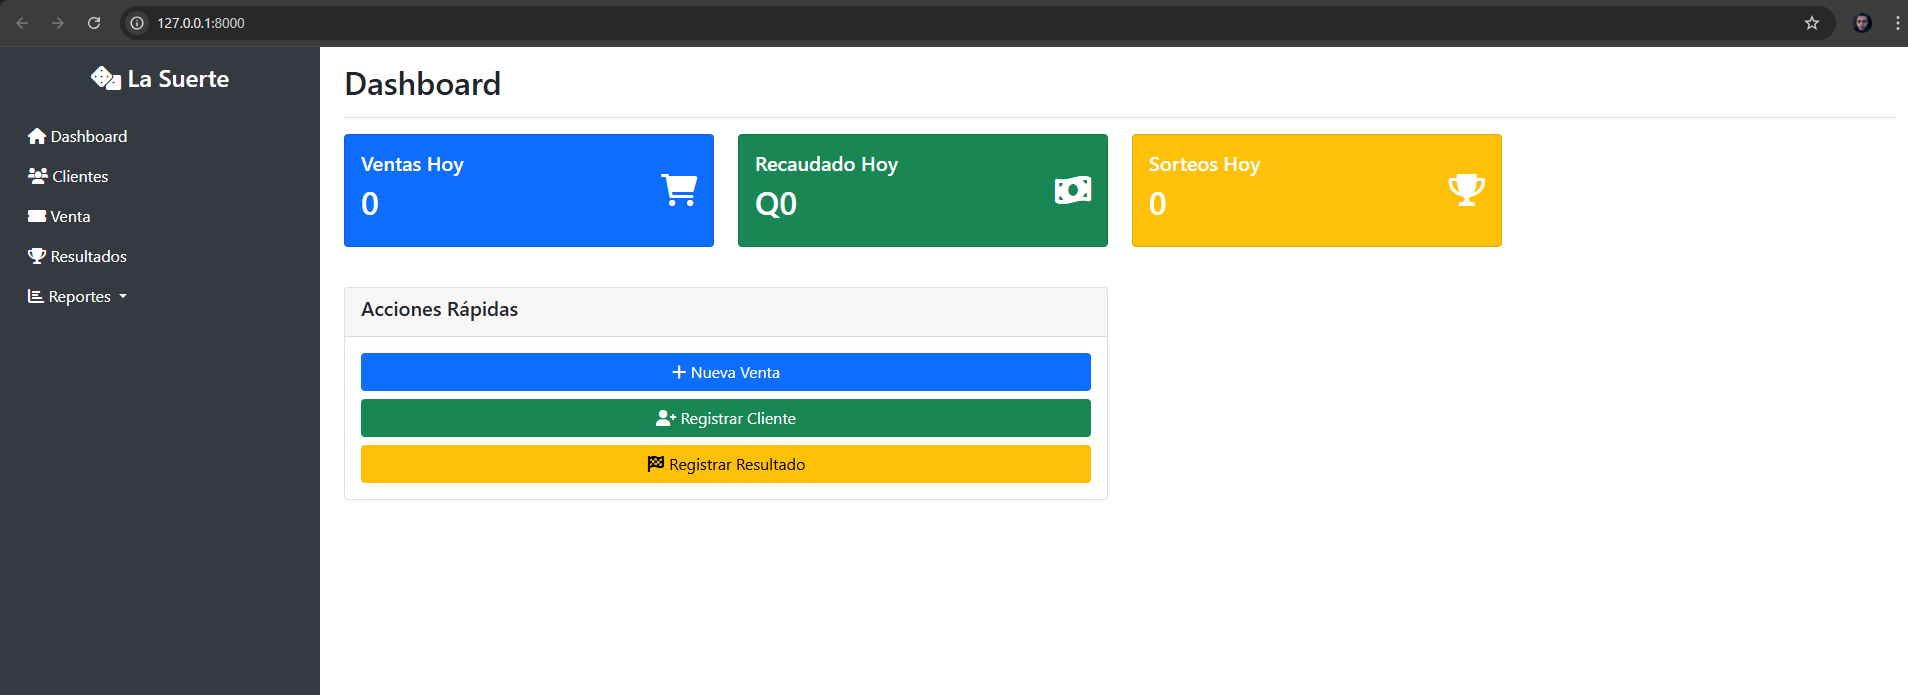 127.0.0.1:8000
La Suerte
Dashboard
Clientes
Venta
Resultados
Reportes
Dashboard
Ventas Hoy
0
Recaudado Hoy
Q0
Sorteos Hoy
0
Acciones Rápidas
Nueva Venta
Registrar Cliente
Registrar Resultado